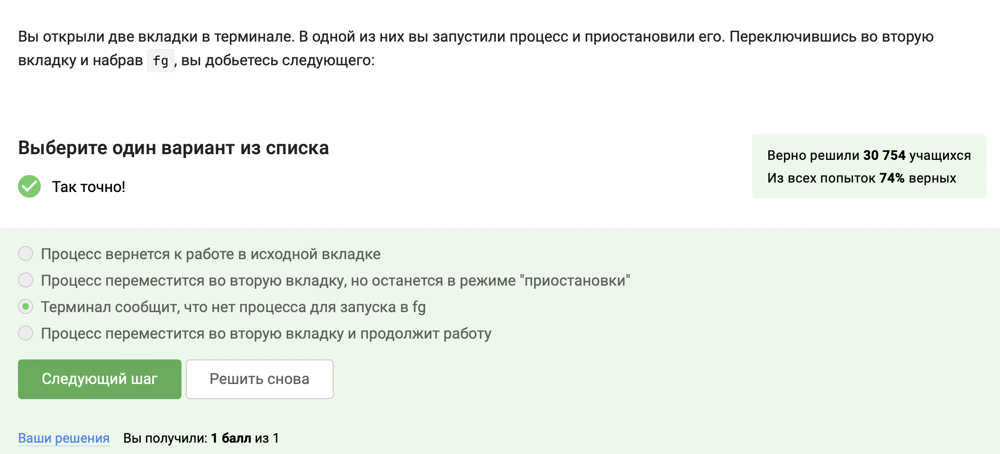 Вы открыли две вкладки в терминале. В одной из них вы запустили процесс и приостановили его. Переключившись во вторую
вкладку и набрав fg, вы добьетесь следующего:
Выберите один вариант из списка
Так точно!
Верно решили 30 754 учащихся
Из всех попыток 74% верных
Процесс вернется к работе в исходной вкладке
Процесс переместится во вторую вкладку, но останется в режиме "приостановки"
Терминал сообщит, что нет процесса для запуска в fg
Процесс переместится во вторую вкладку и продолжит работу
Следующий шаг
Решить снова
Ваши решения Вы получили: 1 балл из 1